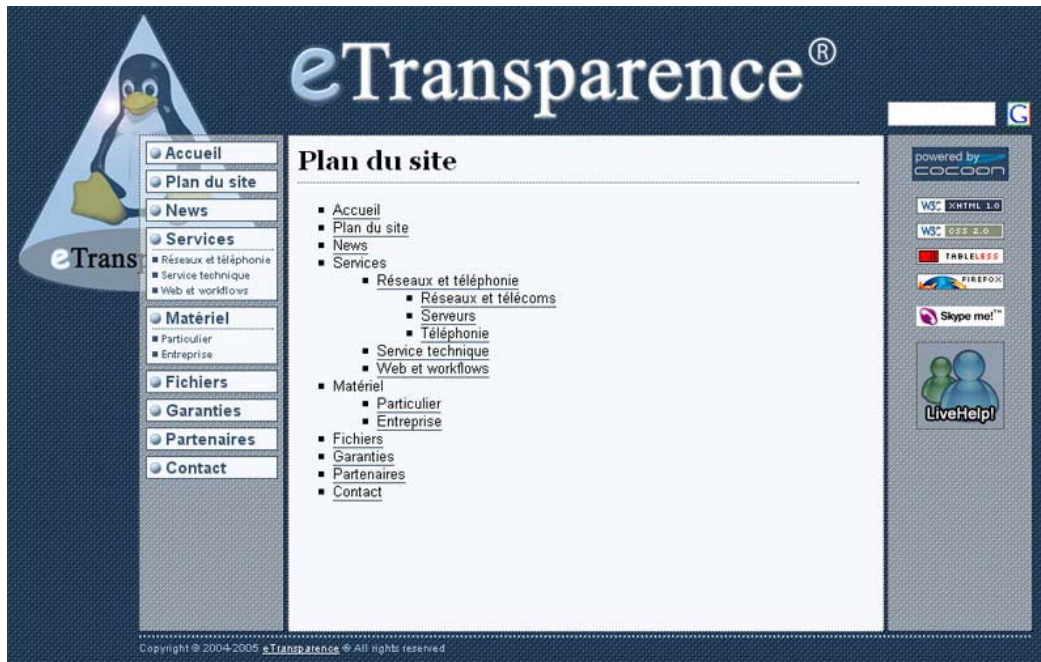 eTransparence®
eTrans
G
Accueil
Plan du site
News
Services
Réseaux et téléphonie
Service technique
Web et workflows
Matériel
Particulier
Entreprise
Fichiers
Garanties
Partenaires
Contact
Plan du site
Accueil
Plan du site
News
Services
Réseaux et téléphonie
Réseaux et télécoms
Serveurs
Téléphonie
Service technique
Web et workflows
Matériel
Particulier
Entreprise
Fichiers
Garanties
Partenaires
Contact
powered by
cocoon
W3C XHTML 1.0
W3C CSS 2.0
TABLELESS
FIREFOX
Skype me!™
LiveHelp!
Copyright © 2004-2005 eTransparence ® All rights reserved